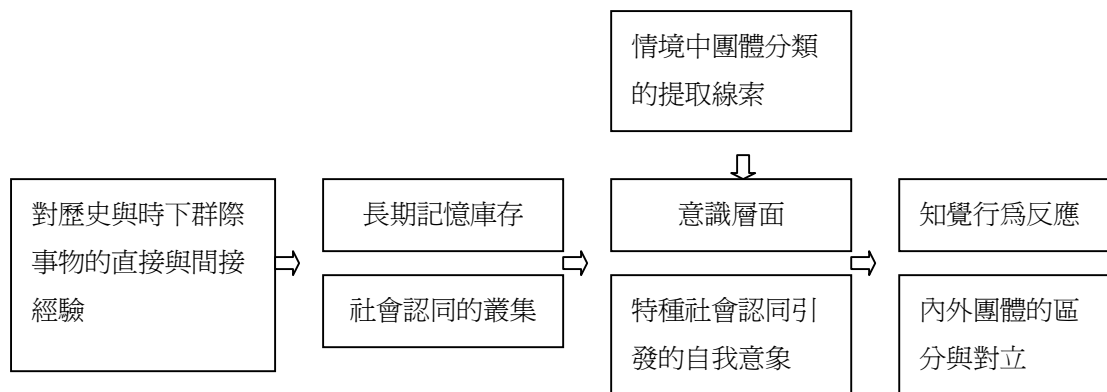 情境中團體分類
的提取線索
對歷史與時下群際
事物的直接與間接
經驗
長期記憶庫存
社會認同的叢集
意識層面
特種社會認同引
發的自我意象
知覺行為反應
內外團體的區
分與對立